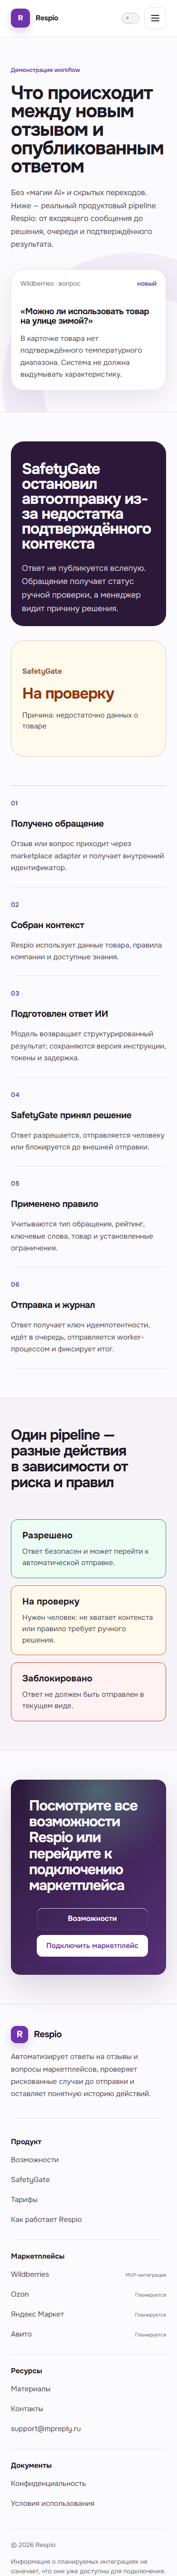 R Respio
Демонстрация workflow
Что происходит
между новым
отзывом и
опубликованным
ответом
Без «магии AI» и скрытых переходов.
Ниже — реальный продуктовый pipeline
Respio: от входящего сообщения до
решения, очереди и подтверждённого
результата.
Wildberries · вопрос новый
«Можно ли использовать товар
на улице зимой?»
В карточке товара нет
подтверждённого температурного
диапазона. Система не должна
выдумывать характеристику.
SafetyGate
остановил
автоотправку из-
за недостатка
подтверждённого
контекста
Ответ не публикуется вслепую.
Обращение получает статус
ручной проверки, а менеджер
видит причину решения.
SafetyGate
На проверку
Причина: недостаточно данных о
товаре
01
Получено обращение
Отзыв или вопрос приходит через
marketplace adapter и получает внутренний
идентификатор.
02
Собран контекст
Respio использует данные товара, правила
компании и доступные знания.
03
Подготовлен ответ ИИ
Модель возвращает структурированный
результат; сохраняются версия инструкции,
токены и задержка.
04
SafetyGate принял решение
Ответ разрешается, отправляется человеку
или блокируется до внешней отправки.
05
Применено правило
Учитываются тип обращения, рейтинг,
ключевые слова, товар и установленные
ограничения.
06
Отправка и журнал
Ответ получает ключ идемпотентности,
идёт в очередь, отправляется worker-
процессом и фиксирует итог.
Один pipeline —
разные действия
в зависимости от
риска и правил
Разрешено
Ответ безопасен и может перейти к
автоматической отправке.
На проверку
Нужен человек: не хватает контекста
или правило требует ручного
решения.
Заблокировано
Ответ не должен быть отправлен в
текущем виде.
Посмотрите все
возможности
Respio или
перейдите к
подключению
маркетплейса
Возможности
Подключить маркетплейс
R Respio
Автоматизирует ответы на отзывы и
вопросы маркетплейсов, проверяет
рискованные случаи до отправки и
оставляет понятную историю действий.
Продукт
Возможности
SafetyGate
Тарифы
Как работает Respio
Маркетплейсы
Wildberries MVP-интеграция
Ozon Планируется
Яндекс Маркет Планируется
Авито Планируется
Ресурсы
Материалы
Контакты
support@mpreply.ru
Документы
Конфиденциальность
Условия использования
© 2026 Respio
Информация о планируемых интеграциях не
означает, что они уже доступны для подключения.